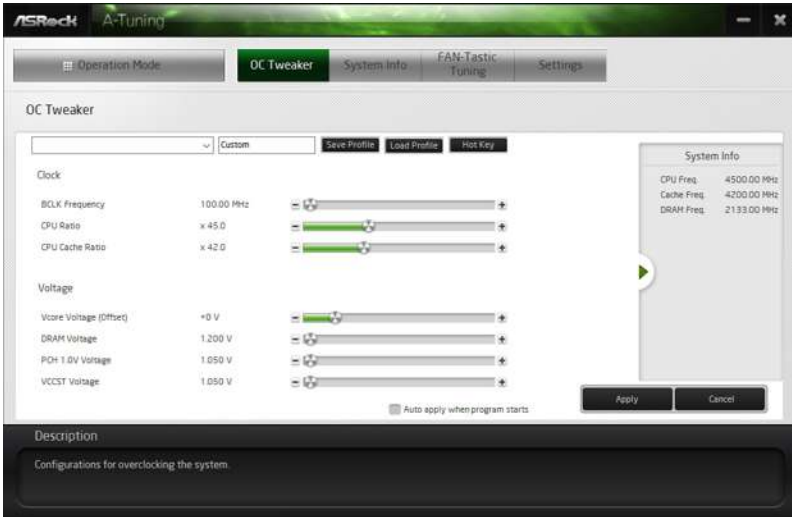 ASRock A-Tuning
Operation Mode OC Tweaker System Info FAN-Tastic Tuning Settings
OC Tweaker
Custom Save Profile Load Profile Hot Key
System Info
Clock
CPU Freq. 4500.00 MHz
Cache Freq. 4200.00 MHz
DRAM Freq. 2133.00 MHz
BCLK Frequency 100.00 MHz
CPU Ratio x 45.0
CPU Cache Ratio x 42.0
Voltage
Vcore Voltage (Offset) +0 V
DRAM Voltage 1.200 V
PCH 1.0V Voltage 1.050 V
VCCST Voltage 1.050 V
Auto apply when program starts
Apply Cancel
Description
Configurations for overclocking the system.